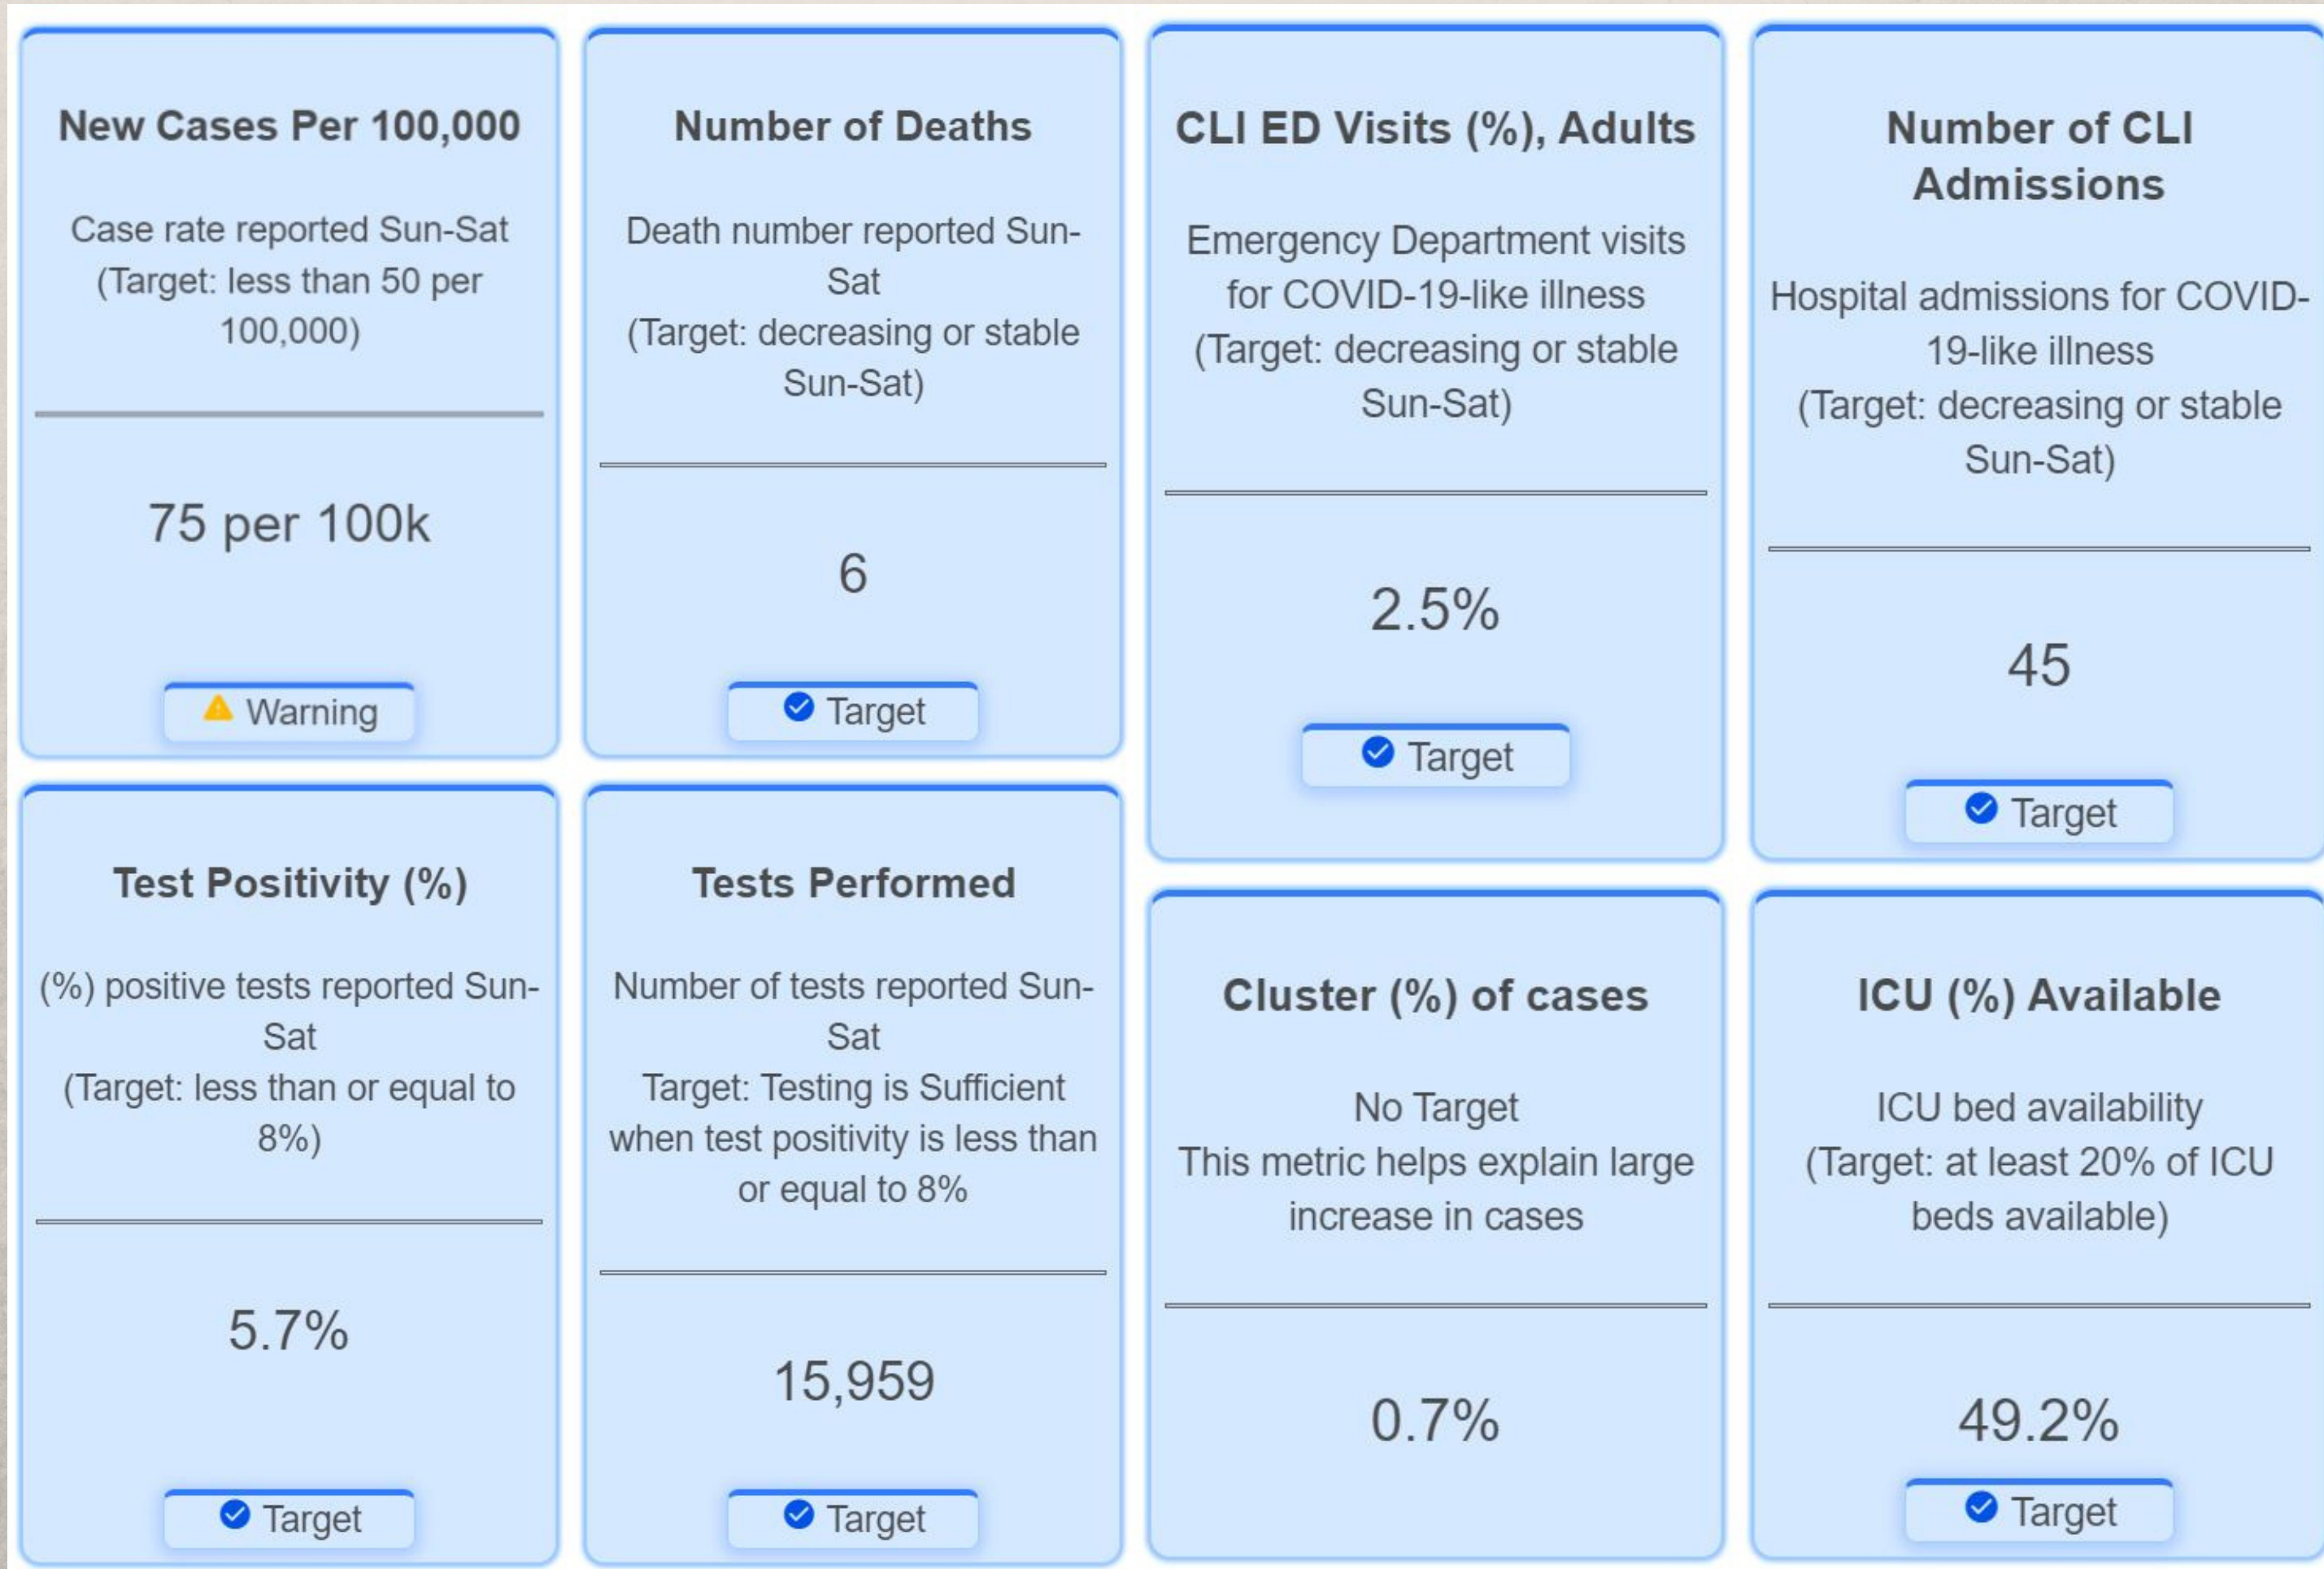 New Cases Per 100,000
Case rate reported Sun-Sat
(Target: less than 50 per
100,000)
75 per 100k
Warning
Number of Deaths
Death number reported Sun-
Sat
(Target: decreasing or stable
Sun-Sat)
6
Target
CLI ED Visits (%), Adults
Emergency Department visits
for COVID-19-like illness
(Target: decreasing or stable
Sun-Sat)
2.5%
Target
Number of CLI
Admissions
Hospital admissions for COVID-
19-like illness
(Target: decreasing or stable
Sun-Sat)
45
Target
Test Positivity (%)
(%) positive tests reported Sun-
Sat
(Target: less than or equal to
8%)
5.7%
Target
Tests Performed
Number of tests reported Sun-
Sat
Target: Testing is Sufficient
when test positivity is less than
or equal to 8%
15,959
Target
Cluster (%) of cases
No Target
This metric helps explain large
increase in cases
0.7%
ICU (%) Available
ICU bed availability
(Target: at least 20% of ICU
beds available)
49.2%
Target